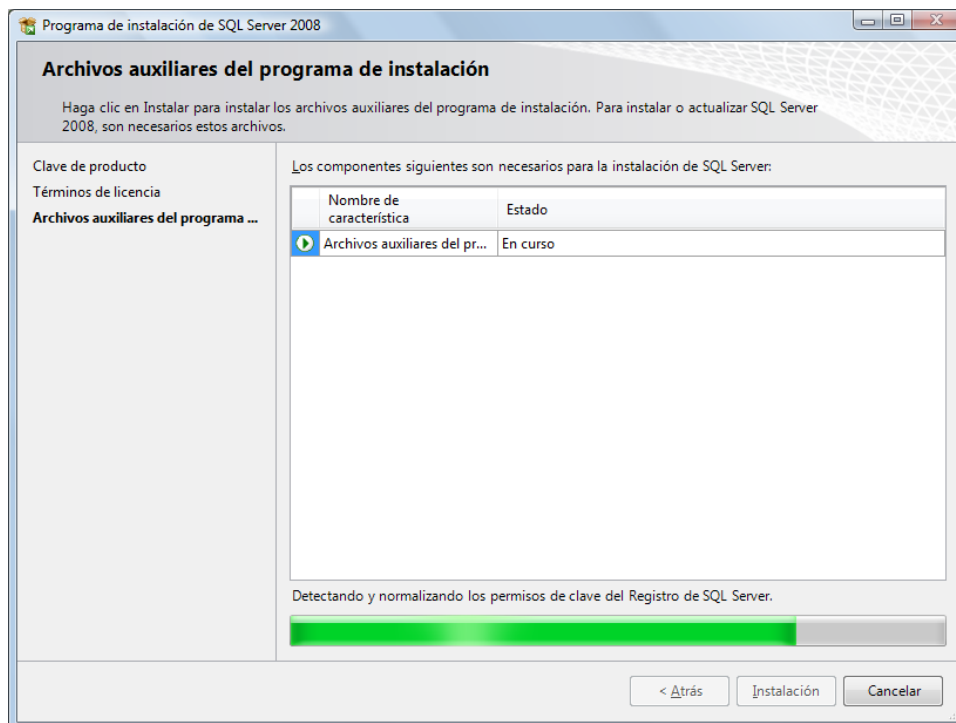 Programa de instalación de SQL Server 2008
Archivos auxiliares del programa de instalación
Haga clic en Instalar para instalar los archivos auxiliares del programa de instalación. Para instalar o actualizar SQL Server
2008, son necesarios estos archivos.
Clave de producto
Términos de licencia
Archivos auxiliares del programa ...
Los componentes siguientes son necesarios para la instalación de SQL Server:
Nombre de
característica
Estado
Archivos auxiliares del pr...
En curso
Detectando y normalizando los permisos de clave del Registro de SQL Server.
< Atrás
Instalación
Cancelar